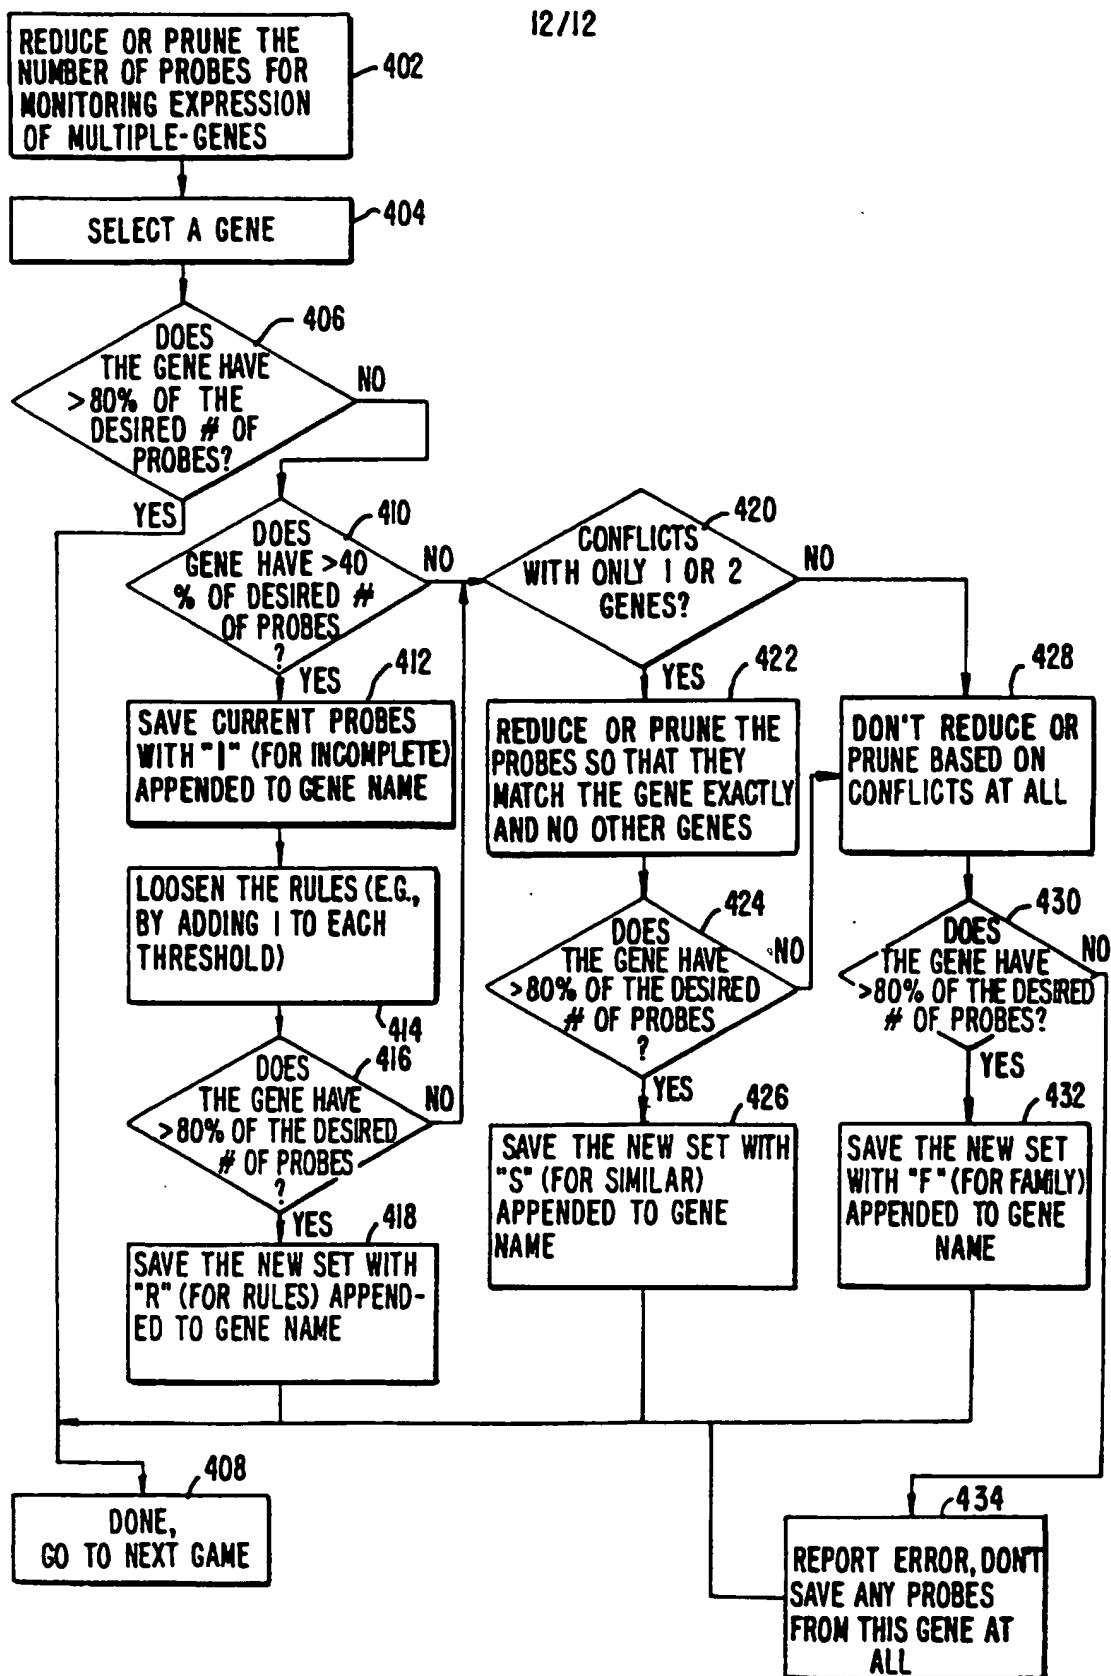 12/12
REDUCE OR PRUNE THE
NUMBER OF PROBES FOR
MONITORING EXPRESSION
OF MULTIPLE-GENES
402
SELECT A GENE
404
406
DOES
THE GENE HAVE
>80% OF THE
DESIRED # OF
PROBES?
NO
YES
410
DOES
GENE HAVE >40
% OF DESIRED #
OF PROBES
?
NO
YES
412
SAVE CURRENT PROBES
WITH "I" (FOR INCOMPLETE)
APPENDED TO GENE NAME
LOOSEN THE RULES (E.G.,
BY ADDING 1 TO EACH
THRESHOLD)
414
416
DOES
THE GENE HAVE
>80% OF THE DESIRED
# OF PROBES
?
NO
YES
418
SAVE THE NEW SET WITH
"R" (FOR RULES) APPEND-
ED TO GENE NAME
420
CONFLICTS
WITH ONLY 1 OR 2
GENES?
NO
YES
422
REDUCE OR PRUNE THE
PROBES SO THAT THEY
MATCH THE GENE EXACTLY
AND NO OTHER GENES
424
DOES
THE GENE HAVE
>80% OF THE DESIRED
# OF PROBES
?
NO
YES
426
SAVE THE NEW SET WITH
"S" (FOR SIMILAR)
APPENDED TO GENE
NAME
428
DON'T REDUCE OR
PRUNE BASED ON
CONFLICTS AT ALL
430
DOES
THE GENE HAVE
>80% OF THE DESIRED
# OF PROBES?
NO
YES
432
SAVE THE NEW SET
WITH "F" (FOR FAMILY)
APPENDED TO GENE
NAME
408
DONE,
GO TO NEXT GAME
434
REPORT ERROR, DON'T
SAVE ANY PROBES
FROM THIS GENE AT
ALL